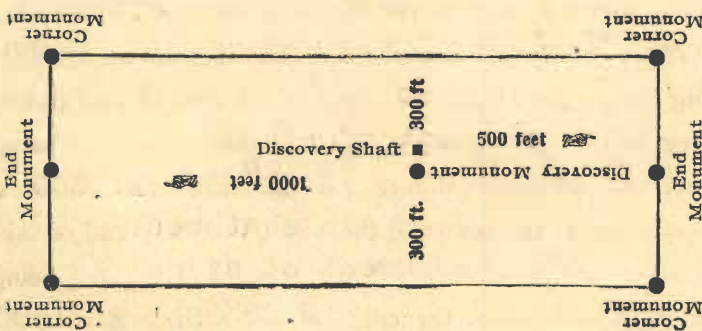 Corner
Monument
Corner
Monument
300 ft
500 feet
Discovery Shaft
Discovery Monument
End
Monument
End
Monument
1000 feet
300 ft.
Corner
Monument
Corner
Monument